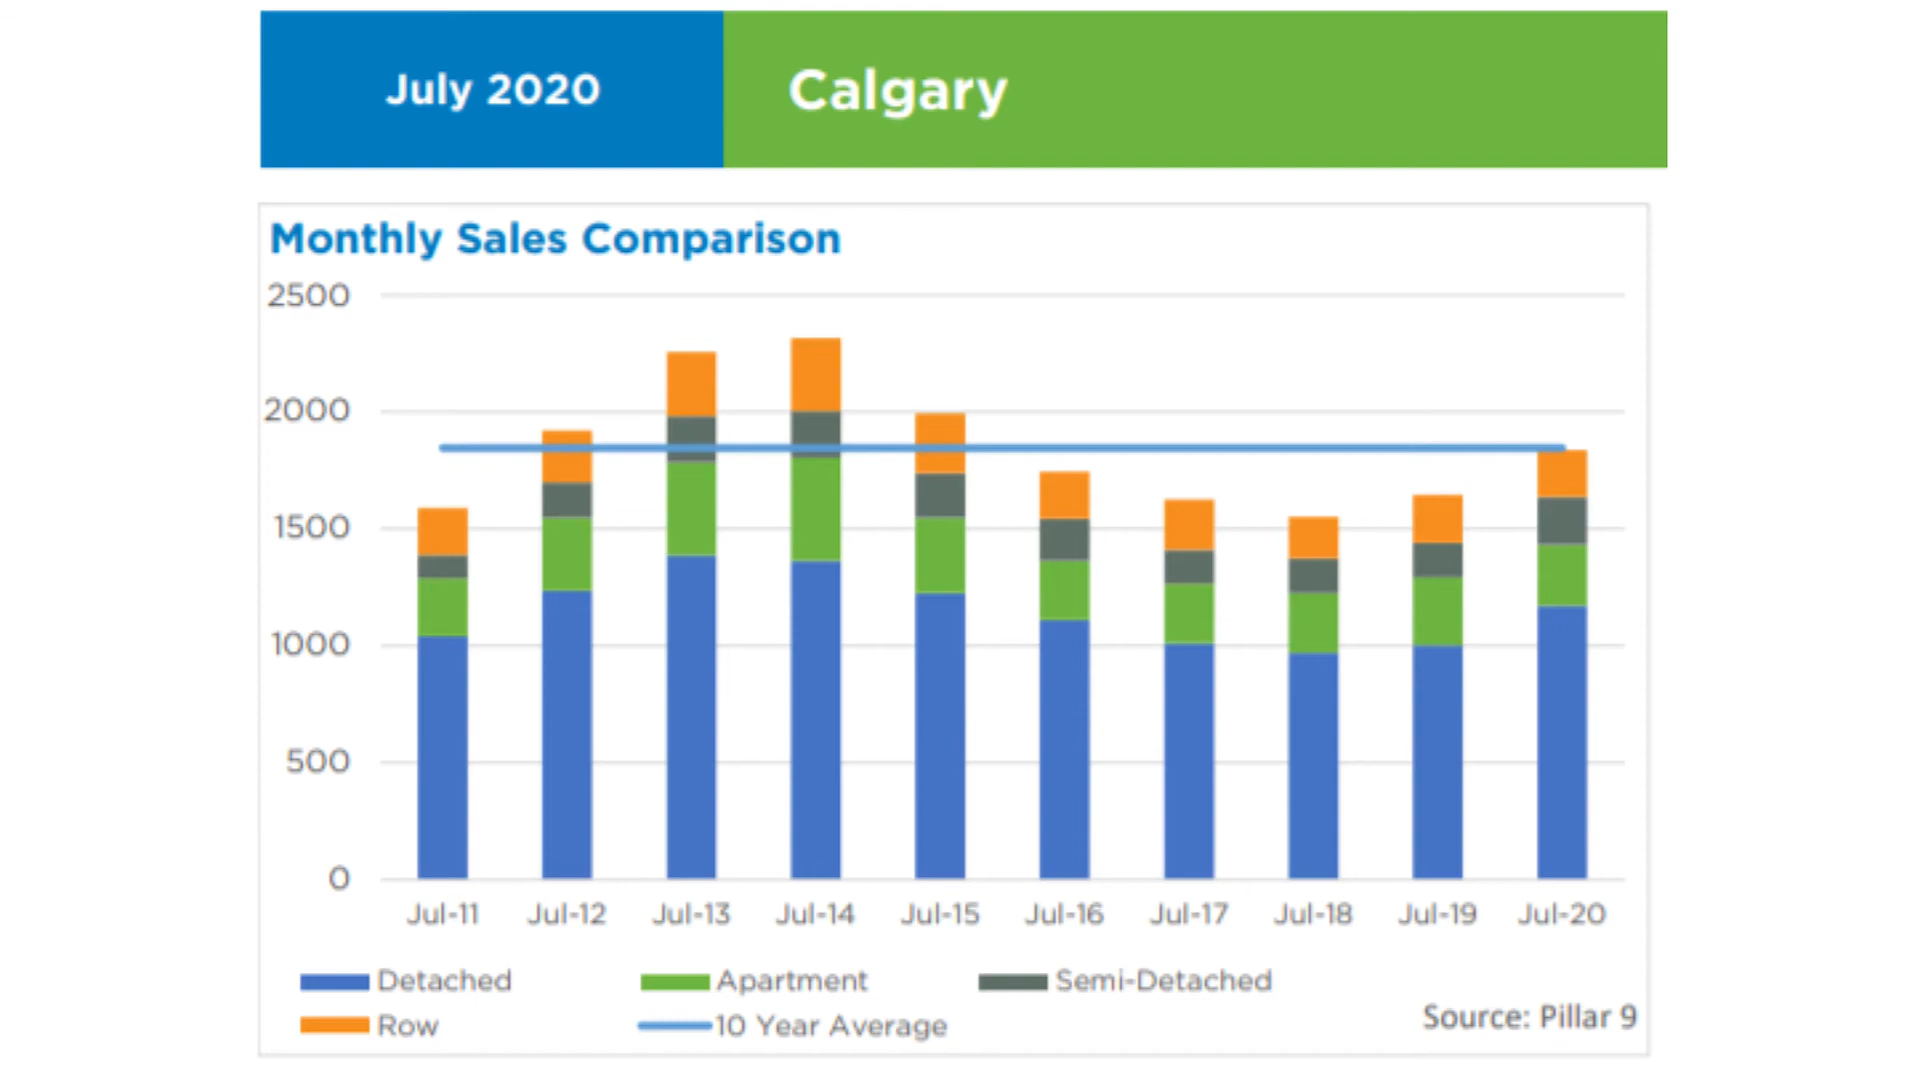 July 2020 Calgary
Monthly Sales Comparison
2500
2000
1500
1000
500
0
Jul-11 Jul-12 Jul-13 Jul-14 Jul-15 Jul-16 Jul-17 Jul-18 Jul-19 Jul-20
Detached Apartment Semi-Detached
Row 10 Year Average
Source: Pillar 9